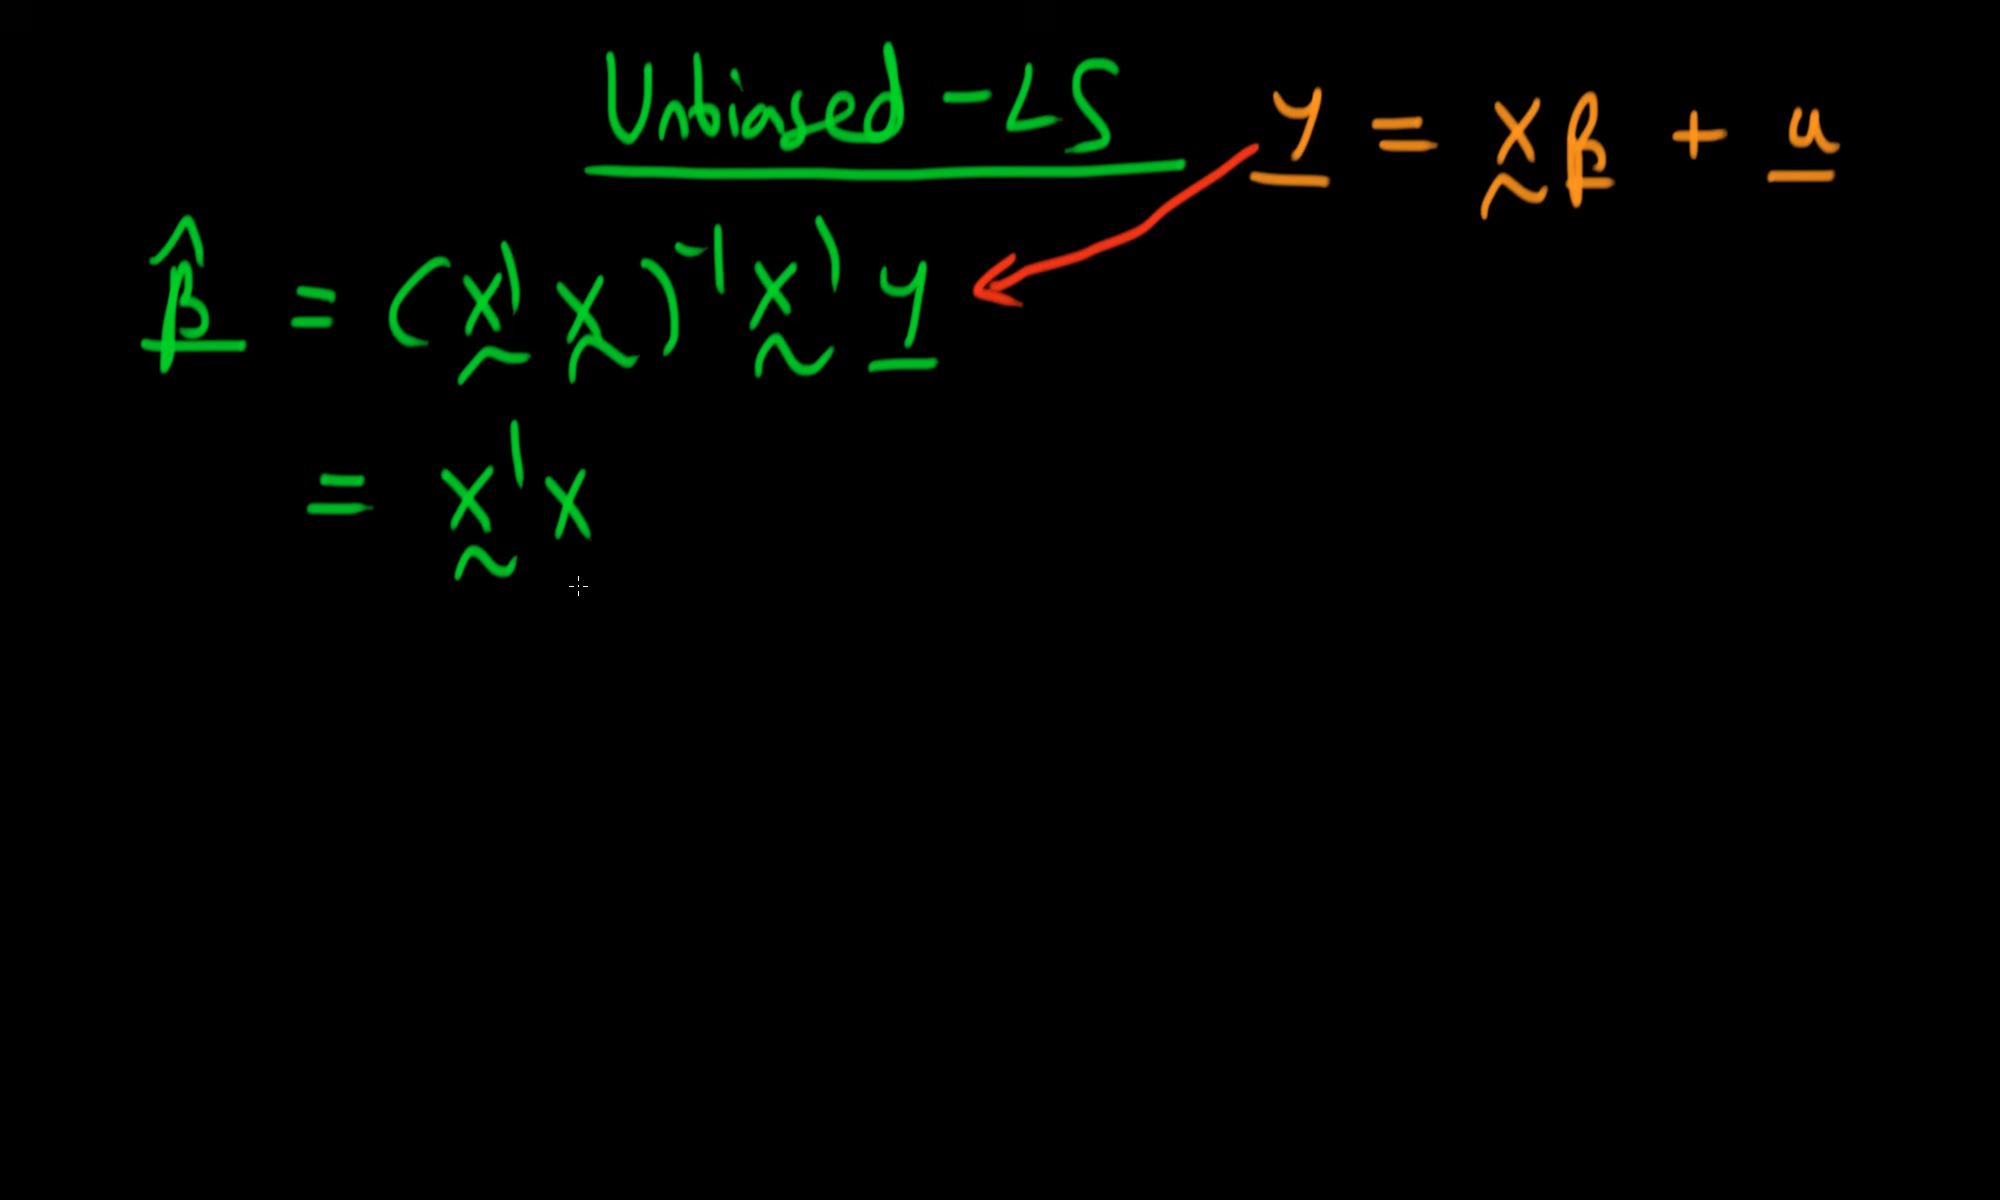 Unbiased - LS
y = Xβ + u
β̂ = (X'X)⁻¹X'y
= X'X